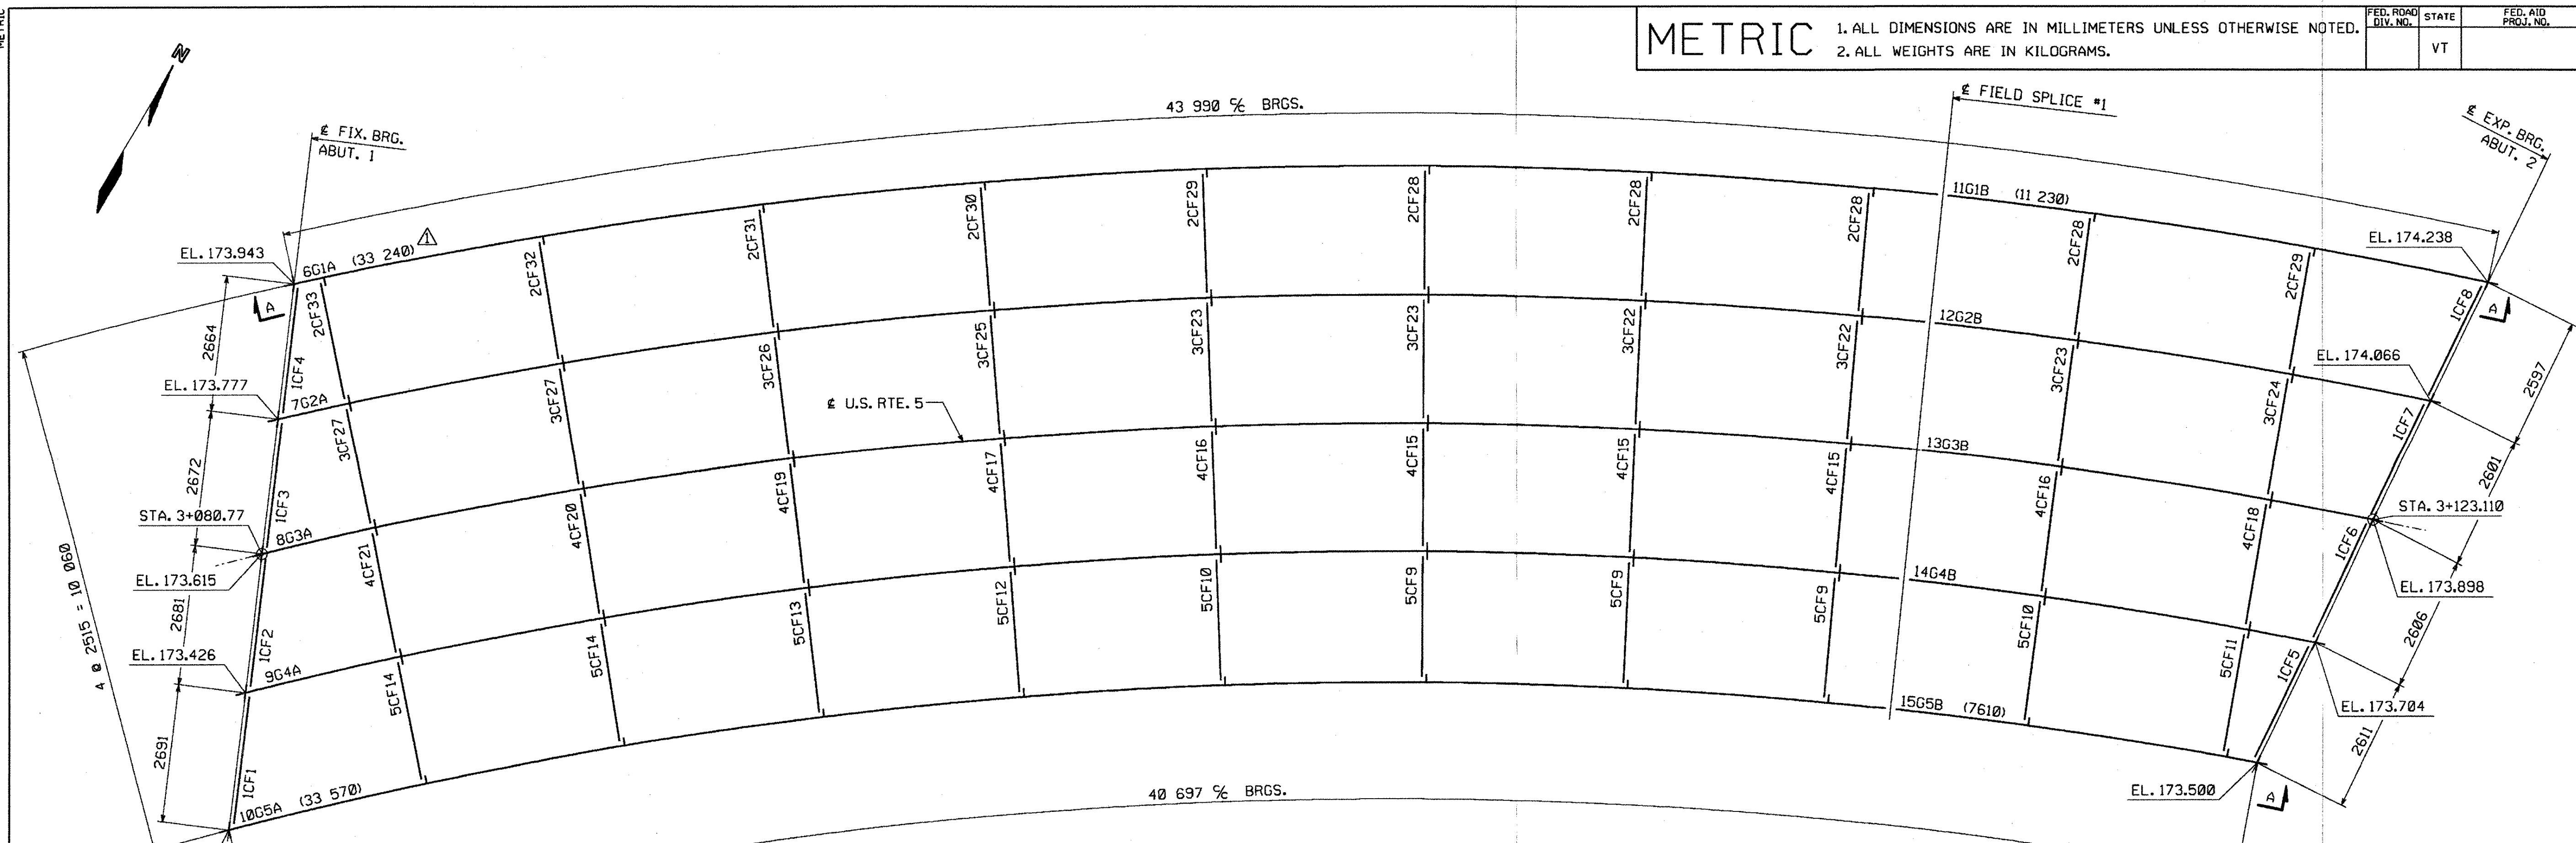 METRIC
METRIC
1. ALL DIMENSIONS ARE IN MILLIMETERS UNLESS OTHERWISE NOTED.
2. ALL WEIGHTS ARE IN KILOGRAMS.
FED. ROAD DIV. NO.
STATE
FED. AID PROJ. NO.
VT
N
43 990 ℄ BRGS.
℄ FIELD SPLICE #1
℄ EXP. BRG.
ABUT. 2
℄ FIX. BRG.
ABUT. 1
EL. 173.943
6G1A (33 240)
1
11G1B (11 230)
EL. 174.238
A
A
2CF33
2CF32
2CF31
2CF30
2CF29
2CF28
2CF28
2CF28
2CF28
2CF29
1CF8
2664
1CF4
EL. 173.777
7G2A
12G2B
EL. 174.066
2597
3CF27
3CF27
3CF26
3CF25
3CF23
3CF23
3CF22
3CF22
3CF23
3CF24
1CF7
℄ U.S. RTE. 5
2672
1CF3
STA. 3+080.77
8G3A
EL. 173.615
13G3B
2601
STA. 3+123.110
4CF21
4CF20
4CF19
4CF17
4CF16
4CF15
4CF15
4CF15
4CF16
4CF18
1CF6
EL. 173.898
4 @ 2515 = 10 060
2681
1CF2
EL. 173.426
9G4A
14G4B
2606
5CF14
5CF14
5CF13
5CF12
5CF10
5CF9
5CF9
5CF9
5CF10
5CF11
1CF5
EL. 173.704
2691
1CF1
10G5A (33 570)
15G5B (7610)
2611
40 697 ℄ BRGS.
EL. 173.500
A